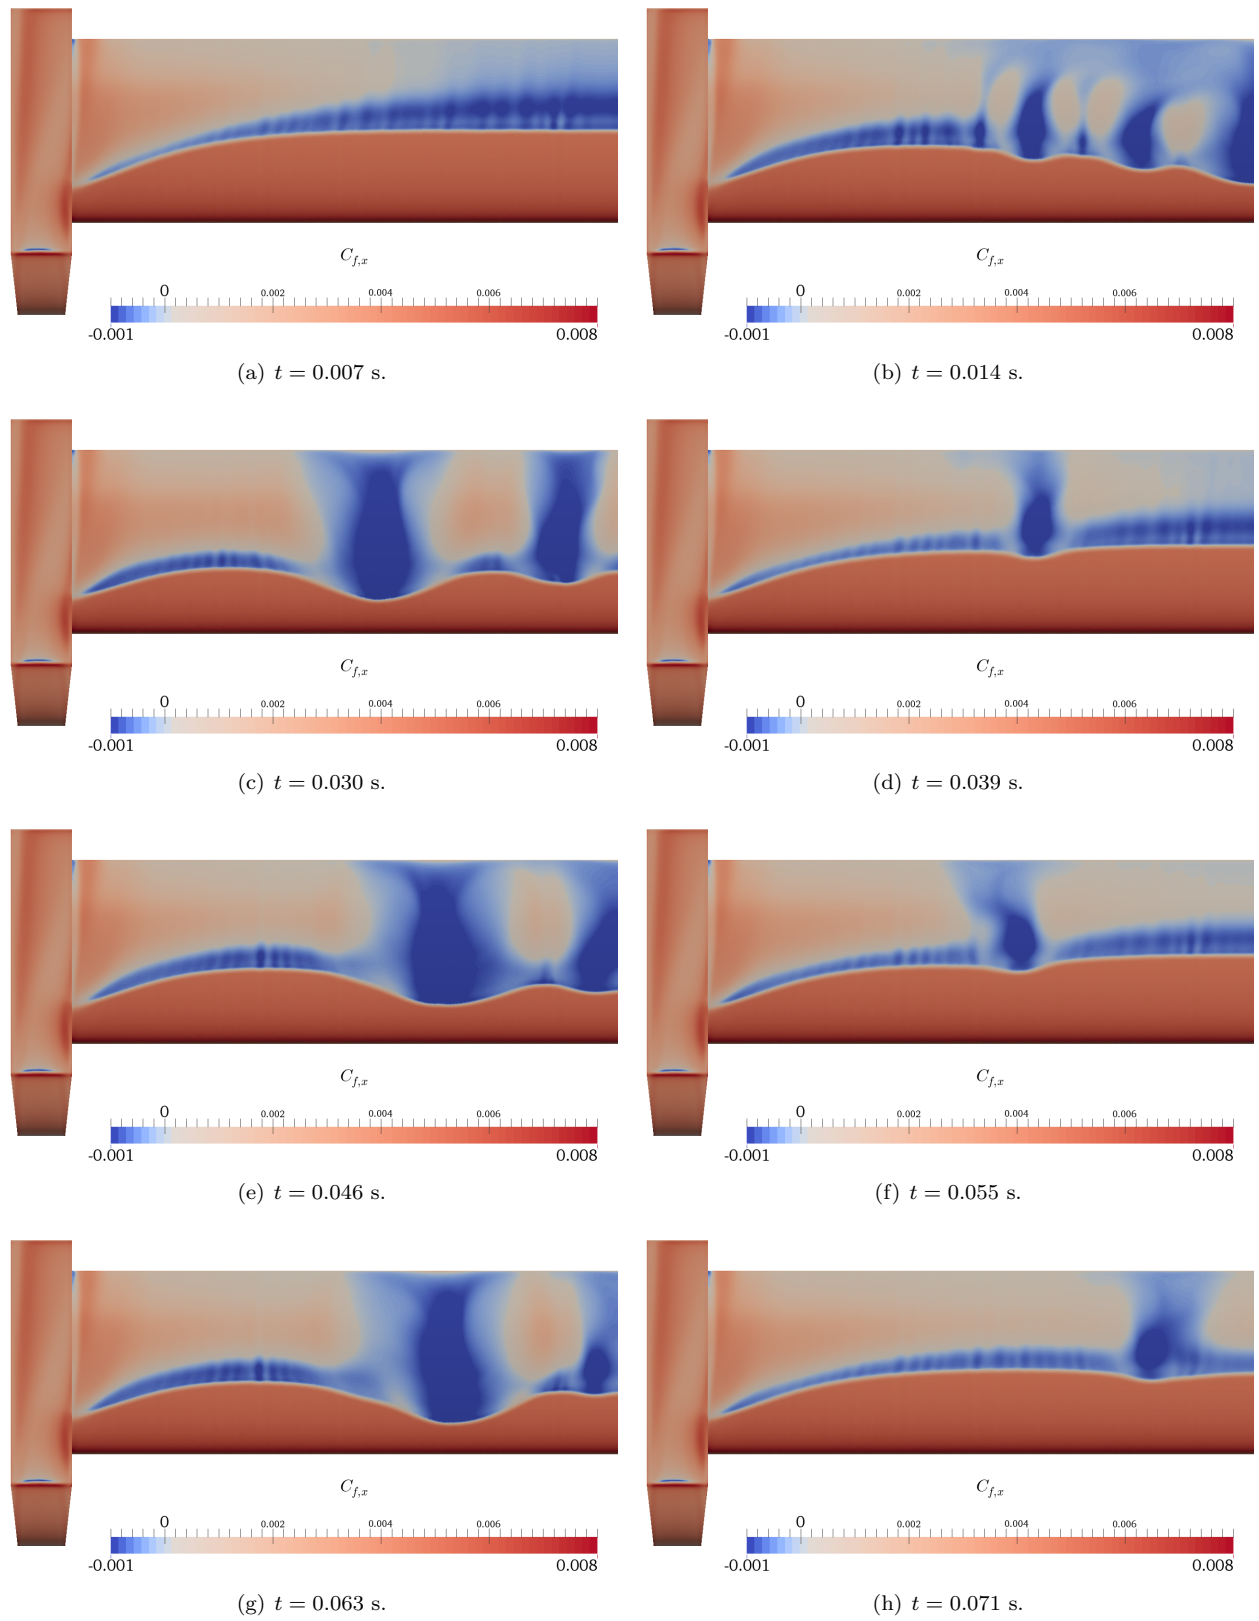 C_{f,x}
C_{f,x}
0 0.002 0.004 0.006
0 0.002 0.004 0.006
-0.001 0.008
-0.001 0.008
(a) t = 0.007 s.
(b) t = 0.014 s.
C_{f,x}
C_{f,x}
0 0.002 0.004 0.006
0 0.002 0.004 0.006
-0.001 0.008
-0.001 0.008
(c) t = 0.030 s.
(d) t = 0.039 s.
C_{f,x}
C_{f,x}
0 0.002 0.004 0.006
0 0.002 0.004 0.006
-0.001 0.008
-0.001 0.008
(e) t = 0.046 s.
(f) t = 0.055 s.
C_{f,x}
C_{f,x}
0 0.002 0.004 0.006
0 0.002 0.004 0.006
-0.001 0.008
-0.001 0.008
(g) t = 0.063 s.
(h) t = 0.071 s.